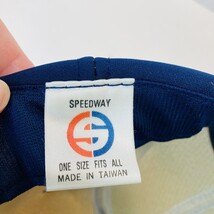 SPEEDWAY
ONE SIZE FITS ALL
MADE IN TAIWAN